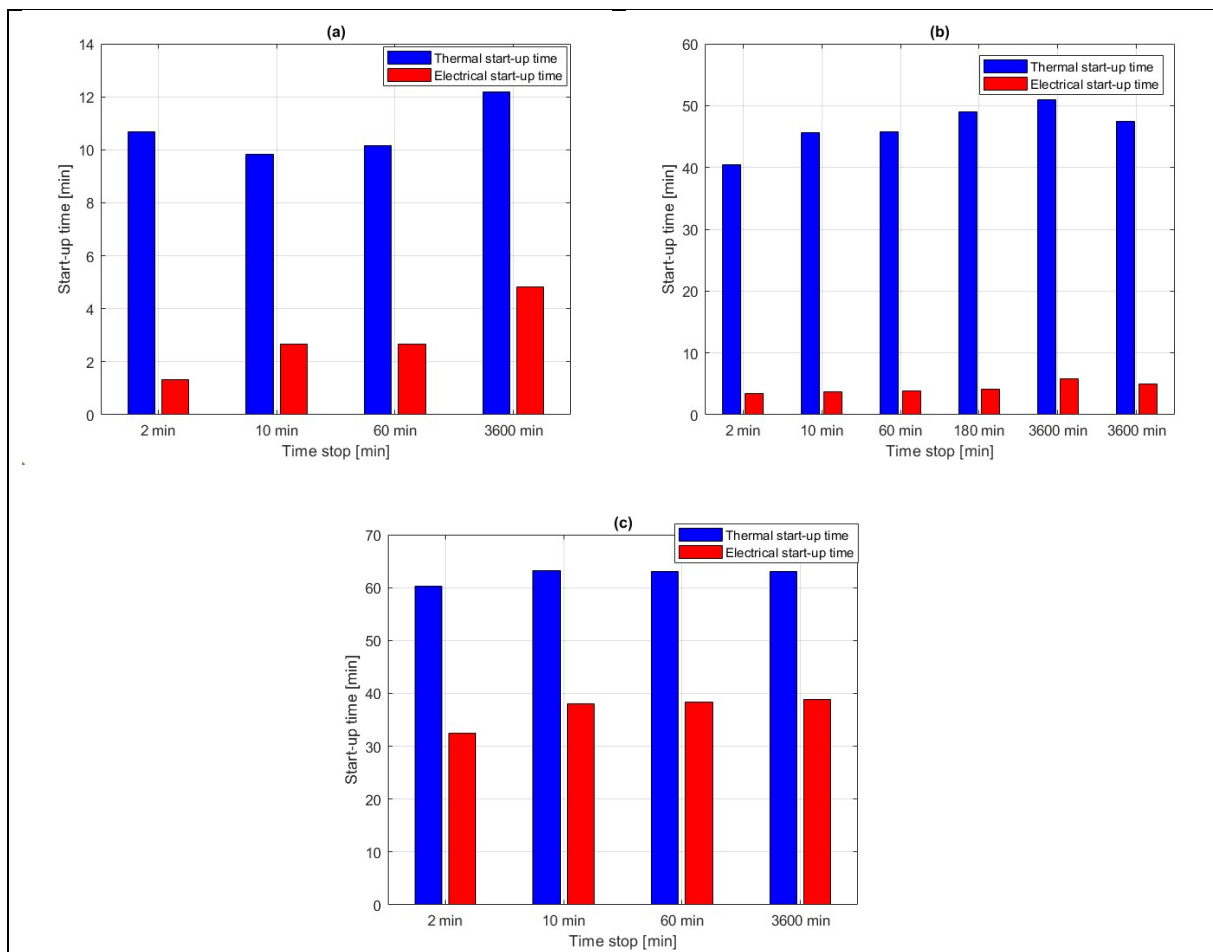 (a)
14
12
10
8
6
4
2
0
Start-up time [min]
Thermal start-up time
Electrical start-up time
2 min 10 min 60 min 3600 min
Time stop [min]
(b)
60
50
40
30
20
10
0
Start-up time [min]
Thermal start-up time
Electrical start-up time
2 min 10 min 60 min 180 min 3600 min 3600 min
Time stop [min]
(c)
70
60
50
40
30
20
10
0
Start-up time [min]
Thermal start-up time
Electrical start-up time
2 min 10 min 60 min 3600 min
Time stop [min]